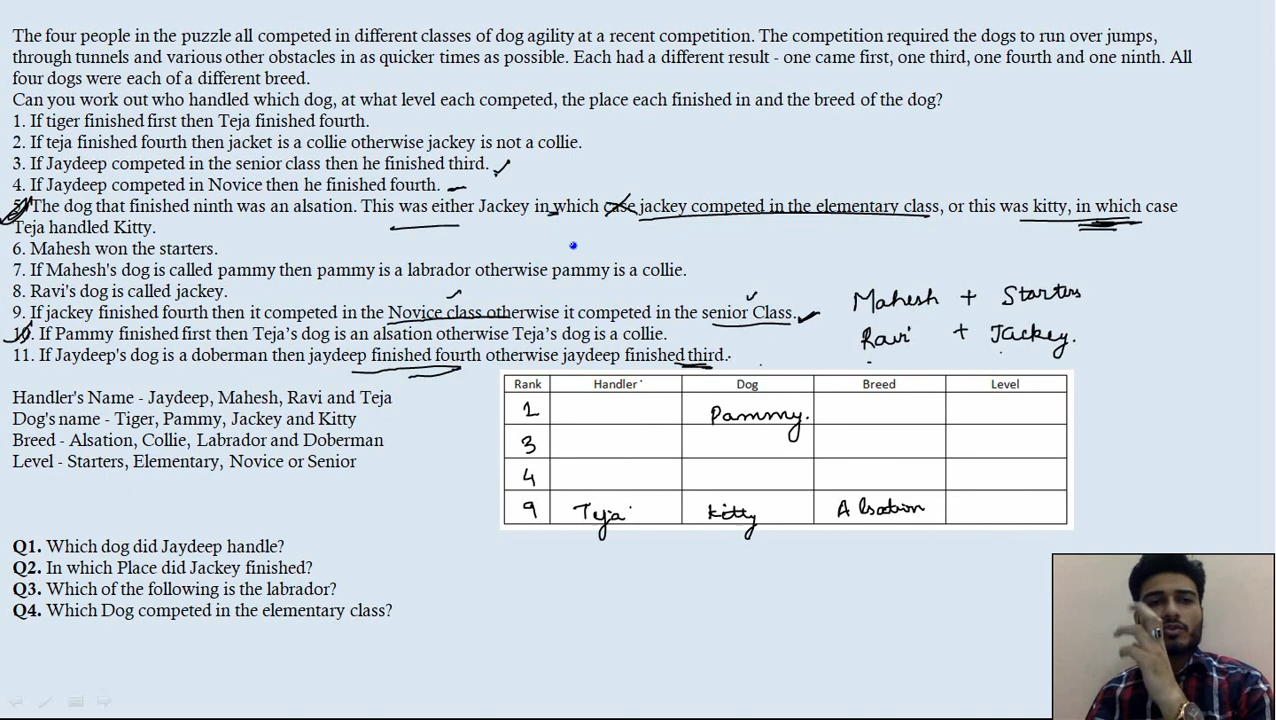 The four people in the puzzle all competed in different classes of dog agility at a recent competition. The competition required the dogs to run over jumps,
through tunnels and various other obstacles in as quicker times as possible. Each had a different result - one came first, one third, one fourth and one ninth. All
four dogs were each of a different breed.
Can you work out who handled which dog, at what level each competed, the place each finished in and the breed of the dog?
1. If tiger finished first then Teja finished fourth.
2. If teja finished fourth then jacket is a collie otherwise jackey is not a collie.
3. If Jaydeep competed in the senior class then he finished third.
4. If Jaydeep competed in Novice then he finished fourth.
5. The dog that finished ninth was an alsation. This was either Jackey in which case jackey competed in the elementary class, or this was kitty, in which case
Teja handled Kitty.
6. Mahesh won the starters.
7. If Mahesh's dog is called pammy then pammy is a labrador otherwise pammy is a collie.
8. Ravi's dog is called jackey.
9. If jackey finished fourth then it competed in the Novice class otherwise it competed in the senior Class.
10. If Pammy finished first then Teja's dog is an alsation otherwise Teja's dog is a collie.
11. If Jaydeep's dog is a doberman then jaydeep finished fourth otherwise jaydeep finished third.
Mahesh + Starters
Ravi + Jackey.
Handler's Name - Jaydeep, Mahesh, Ravi and Teja
Dog's name - Tiger, Pammy, Jackey and Kitty
Breed - Alsation, Collie, Labrador and Doberman
Level - Starters, Elementary, Novice or Senior
Rank Handler Dog Breed Level
1 Pammy.
3
4
9 Teja Kitty Alsation
Q1. Which dog did Jaydeep handle?
Q2. In which Place did Jackey finished?
Q3. Which of the following is the labrador?
Q4. Which Dog competed in the elementary class?